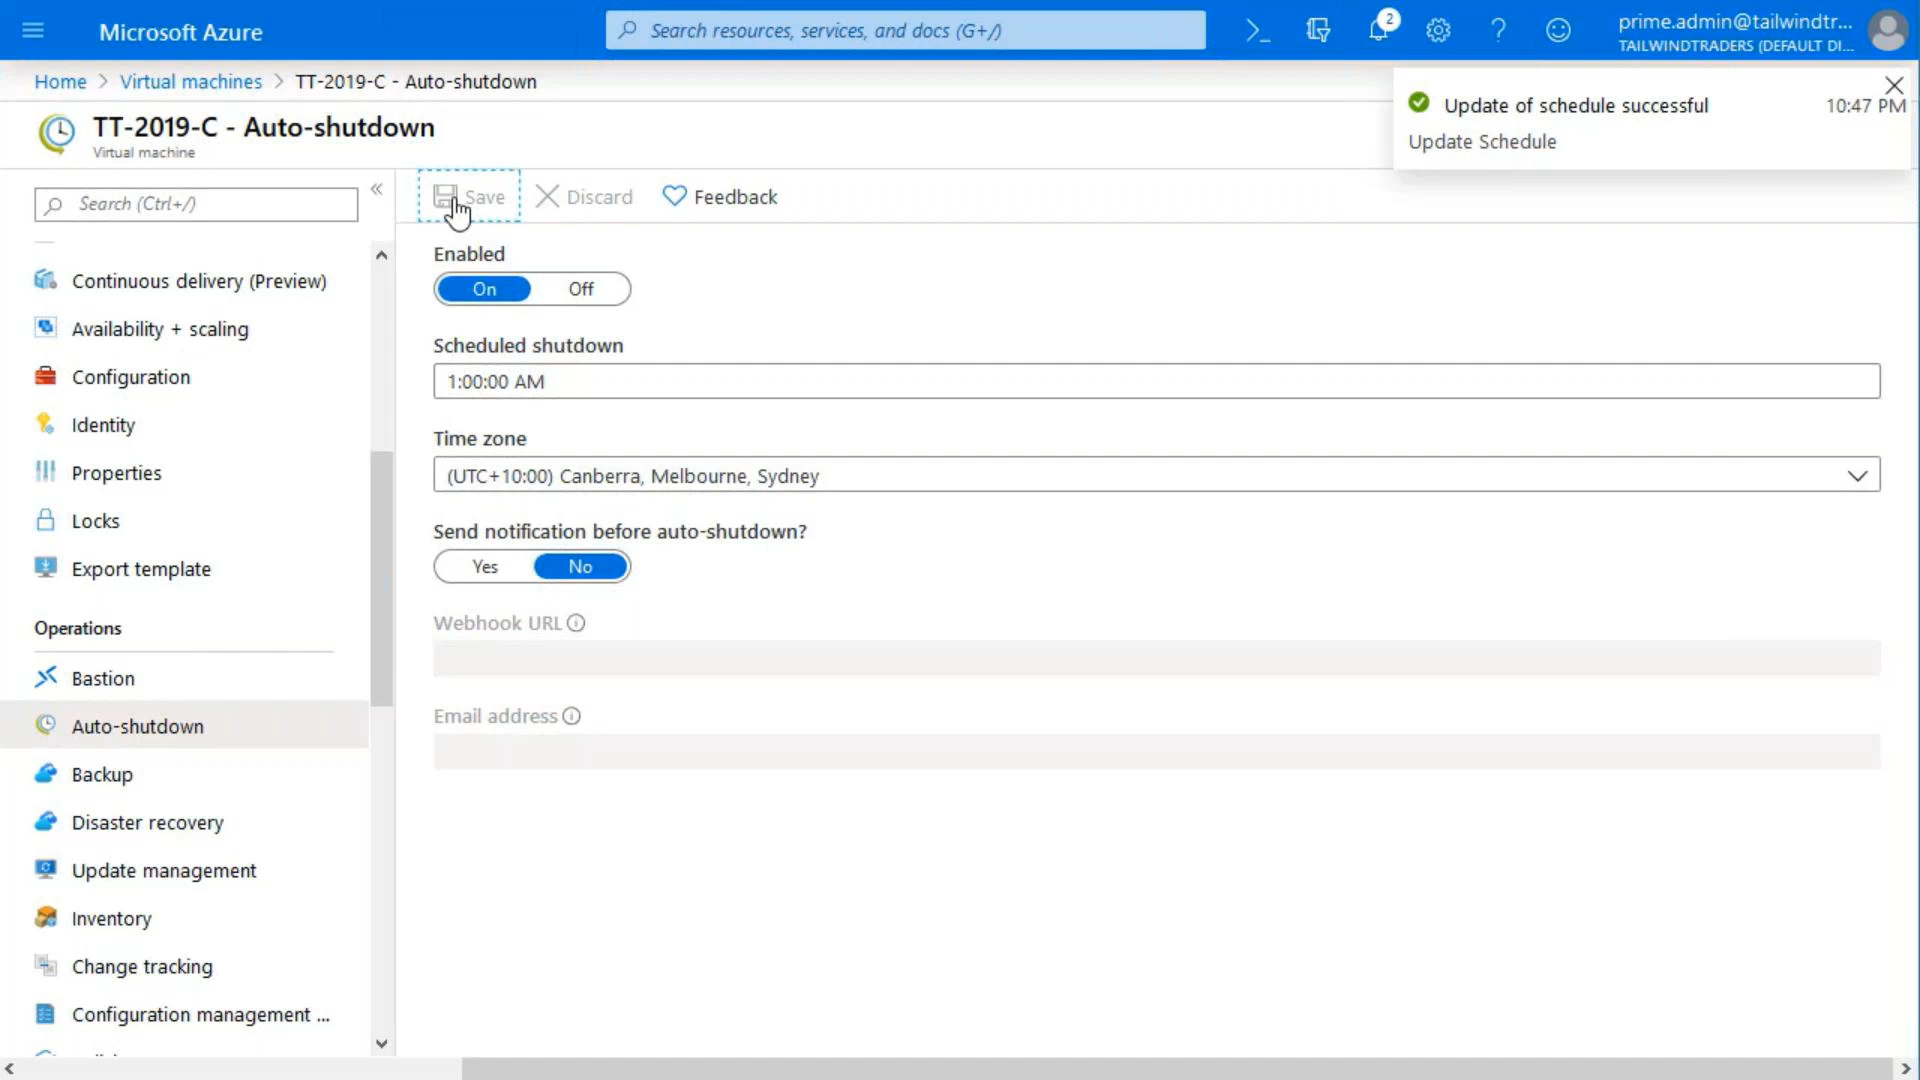 Microsoft Azure
Search resources, services, and docs (G+/)
2
prime.admin@tailwindtr...
TAILWINDTRADERS (DEFAULT DI...
Home > Virtual machines > TT-2019-C - Auto-shutdown
TT-2019-C - Auto-shutdown
Virtual machine
Update of schedule successful 10:47 PM
Update Schedule
Search (Ctrl+/)
Continuous delivery (Preview)
Availability + scaling
Configuration
Identity
Properties
Locks
Export template
Operations
Bastion
Auto-shutdown
Backup
Disaster recovery
Update management
Inventory
Change tracking
Configuration management ...
Save Discard Feedback
Enabled
On Off
Scheduled shutdown
1:00:00 AM
Time zone
(UTC+10:00) Canberra, Melbourne, Sydney
Send notification before auto-shutdown?
Yes No
Webhook URL
Email address